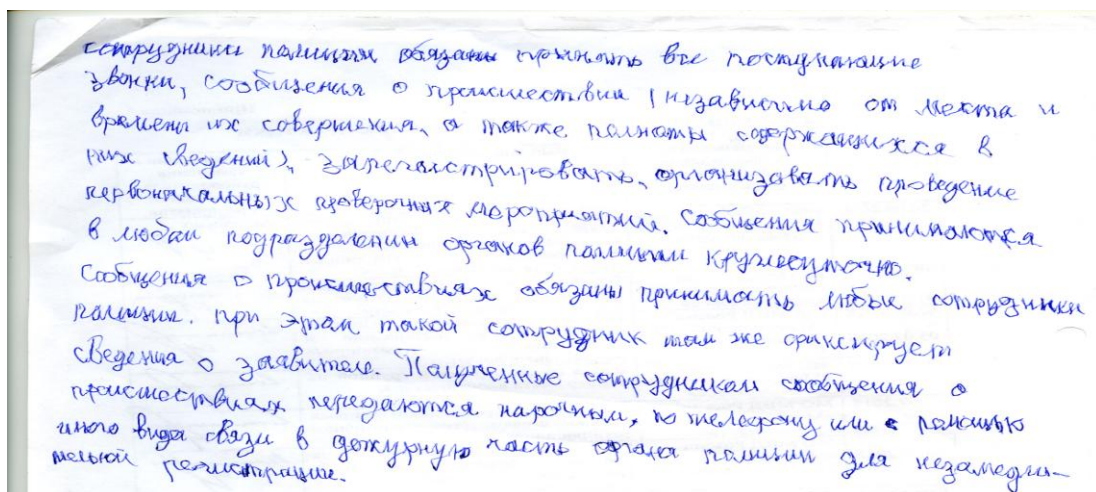 сотрудники полиции обязаны принять все поступающие
звонки, сообщения о происшествии (независимо от места и
времени их совершения, а также полноты содержащихся в
них сведений), зарегистрировать, организовать проведение
первоначальных проверочных мероприятий. Сообщения принимаются
в любом подразделении органов полиции круглосуточно.
Сообщения о происшествиях обязаны принимать любые сотрудники
полиции. При этом такой сотрудник там же фиксирует
сведения о заявителе. Полученные сотрудником сообщения о
происшествиях передаются нарочным, по телефону или с помощью
иного вида связи в дежурную часть органа полиции для незамедли-
тельной регистрации.